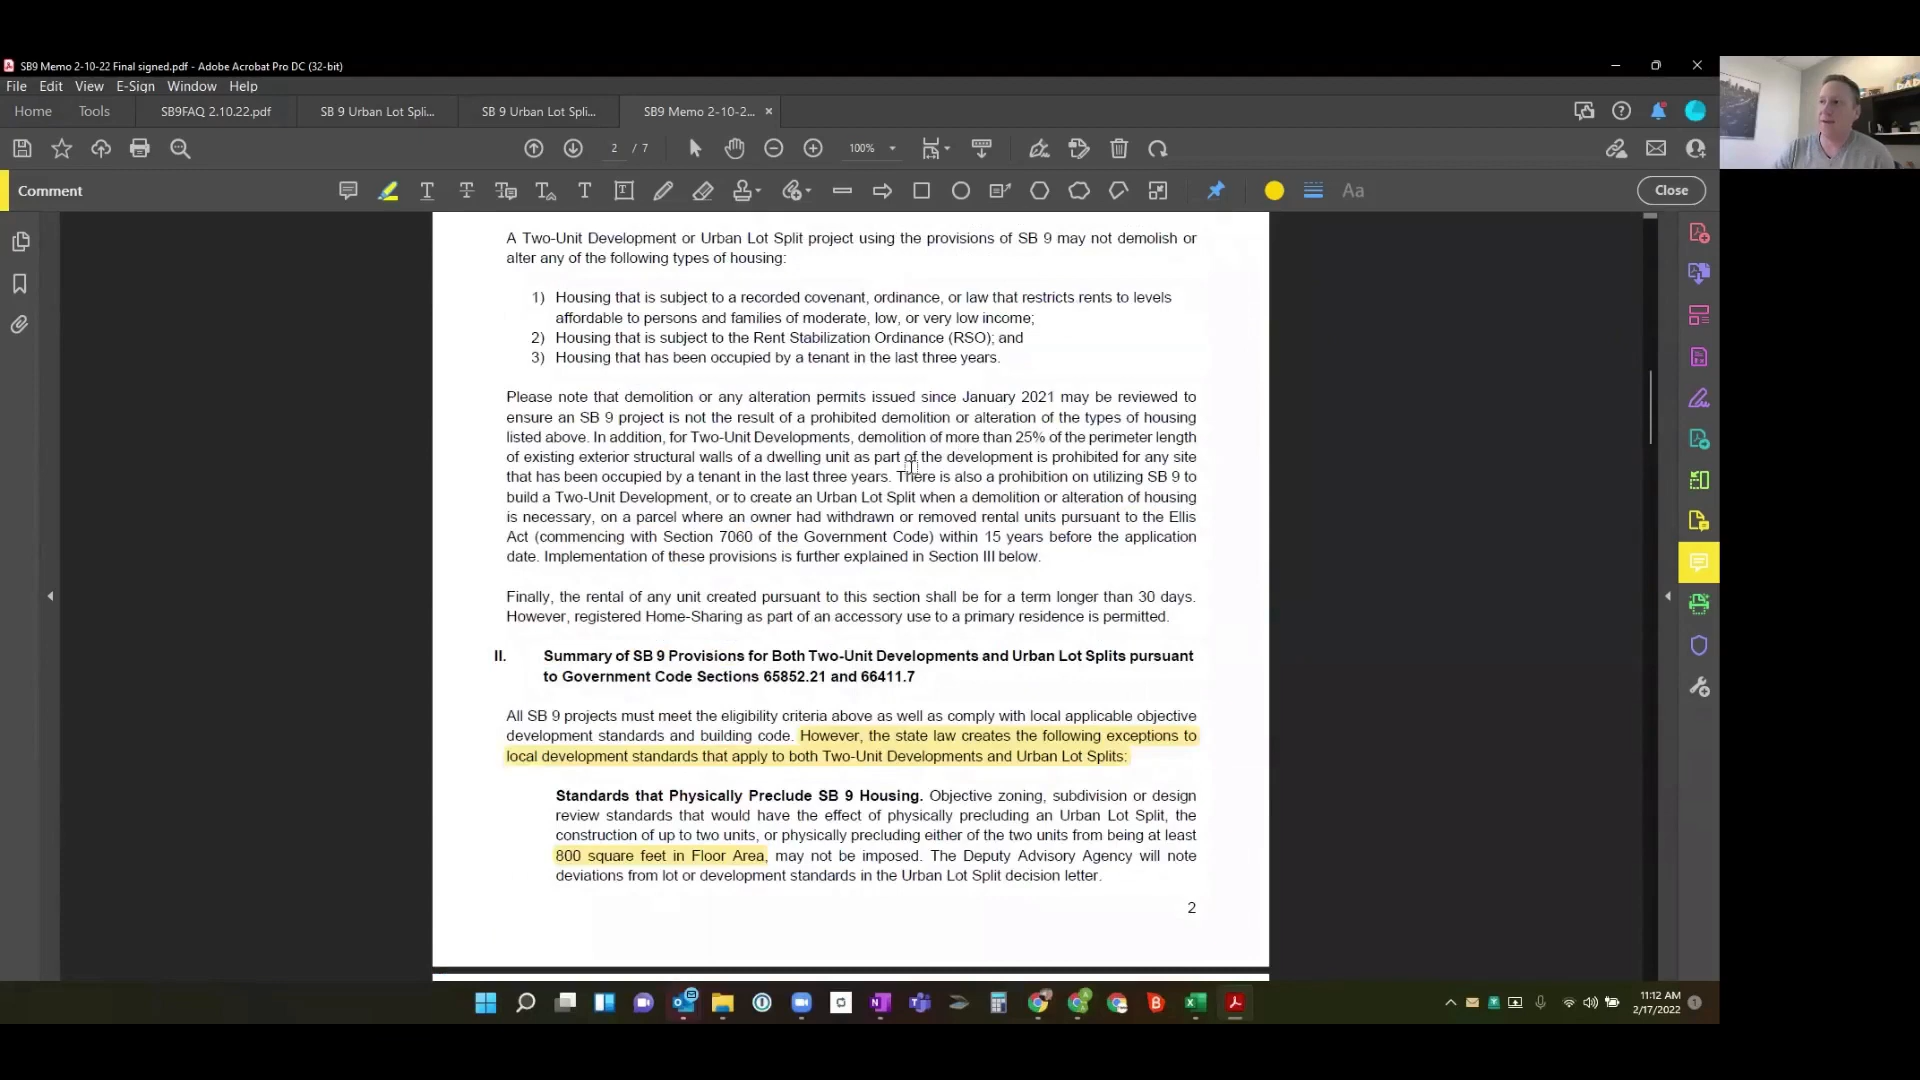 SB9 Memo 2-10-22 Final signed.pdf - Adobe Acrobat Pro DC (32-bit)
File Edit View E-Sign Window Help
Home Tools SB9FAQ 2.10.22.pdf SB 9 Urban Lot Spli... SB 9 Urban Lot Spli... SB9 Memo 2-10-2... ×
2 / 7 100%
Comment Aa Close
A Two-Unit Development or Urban Lot Split project using the provisions of SB 9 may not demolish or
alter any of the following types of housing:
1) Housing that is subject to a recorded covenant, ordinance, or law that restricts rents to levels
affordable to persons and families of moderate, low, or very low income;
2) Housing that is subject to the Rent Stabilization Ordinance (RSO); and
3) Housing that has been occupied by a tenant in the last three years.
Please note that demolition or any alteration permits issued since January 2021 may be reviewed to
ensure an SB 9 project is not the result of a prohibited demolition or alteration of the types of housing
listed above. In addition, for Two-Unit Developments, demolition of more than 25% of the perimeter length
of existing exterior structural walls of a dwelling unit as part of the development is prohibited for any site
that has been occupied by a tenant in the last three years. There is also a prohibition on utilizing SB 9 to
build a Two-Unit Development, or to create an Urban Lot Split when a demolition or alteration of housing
is necessary, on a parcel where an owner had withdrawn or removed rental units pursuant to the Ellis
Act (commencing with Section 7060 of the Government Code) within 15 years before the application
date. Implementation of these provisions is further explained in Section III below.
Finally, the rental of any unit created pursuant to this section shall be for a term longer than 30 days.
However, registered Home-Sharing as part of an accessory use to a primary residence is permitted.
II. Summary of SB 9 Provisions for Both Two-Unit Developments and Urban Lot Splits pursuant
to Government Code Sections 65852.21 and 66411.7
All SB 9 projects must meet the eligibility criteria above as well as comply with local applicable objective
development standards and building code. However, the state law creates the following exceptions to
local development standards that apply to both Two-Unit Developments and Urban Lot Splits:
Standards that Physically Preclude SB 9 Housing. Objective zoning, subdivision or design
review standards that would have the effect of physically precluding an Urban Lot Split, the
construction of up to two units, or physically precluding either of the two units from being at least
800 square feet in Floor Area, may not be imposed. The Deputy Advisory Agency will note
deviations from lot or development standards in the Urban Lot Split decision letter.
2
11:12 AM
2/17/2022